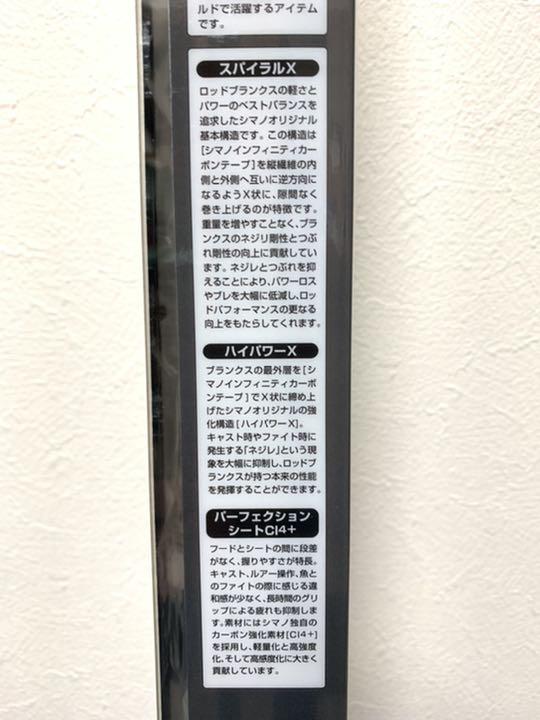 ルドで活躍するアイテム
です。
スパイラルX
ロッドブランクスの軽さと
パワーのベストバランスを
追求したシマノオリジナル
基本構造です。この構造は
[シマノインフィニティカー
ボンテープ]を縦繊維の内
側と外側へ互いに逆方向に
なるようX状に、隙間なく
巻き上げるのが特徴です。
重量を増やすことなく、ブラ
ンクスのネジリ剛性とつぶ
れ剛性の向上に貢献してい
ます。ネジレとつぶれを抑
えることにより、パワーロス
やブレを大幅に低減し、ロッ
ドパフォーマンスの更なる
向上をもたらしてくれます。
ハイパワーX
ブランクスの最外層を[シ
マノインフィニティカーボ
ンテープ]でX状に締め上
げたシマノオリジナルの強
化構造[ハイパワーX]。
キャスト時やファイト時に
発生する「ネジレ」という現
象を大幅に抑制し、ロッドブ
ランクスが持つ本来の性能
を発揮することができます。
パーフェクション
シートCI4+
フードとシートの間に段差
がなく、握りやすさが特長。
キャスト、ルアー操作、魚と
のファイトの際に感じる違
和感が少なく、長時間のグリ
ップによる疲れも抑制しま
す。素材にはシマノ独自の
カーボン強化素材[CI4+]
を採用し、軽量化と高強度
化、そして高感度化に大きく
貢献しています。